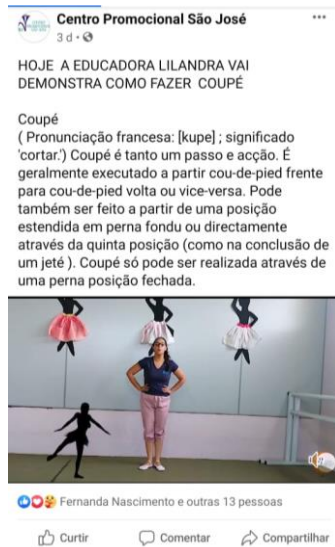 Centro Promocional São José
3 d ·
HOJE A EDUCADORA LILANDRA VAI
DEMONSTRA COMO FAZER COUPÉ
Coupé
( Pronunciação francesa: [kupe] ; significado
'cortar.') Coupé é tanto um passo e acção. É
geralmente executado a partir cou-de-pied frente
para cou-de-pied volta ou vice-versa. Pode
também ser feito a partir de uma posição
estendida em perna fondu ou directamente
através da quinta posição (como na conclusão de
um jeté ). Coupé só pode ser realizada através de
uma perna posição fechada.
Fernanda Nascimento e outras 13 pessoas
Curtir Comentar Compartilhar